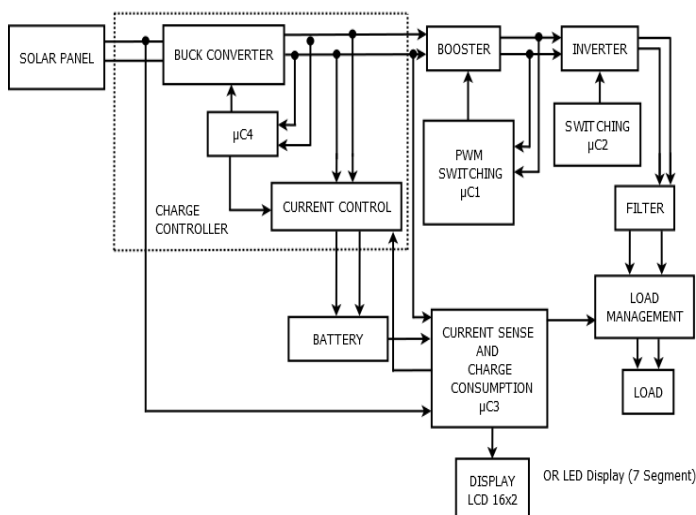 SOLAR PANEL
BUCK CONVERTER
BOOSTER
INVERTER
µC4
PWM
SWITCHING
µC1
SWITCHING
µC2
CHARGE
CONTROLLER
CURRENT CONTROL
FILTER
BATTERY
CURRENT SENSE
AND
CHARGE
CONSUMPTION
µC3
LOAD
MANAGEMENT
LOAD
DISPLAY
LCD 16x2
OR LED Display (7 Segment)